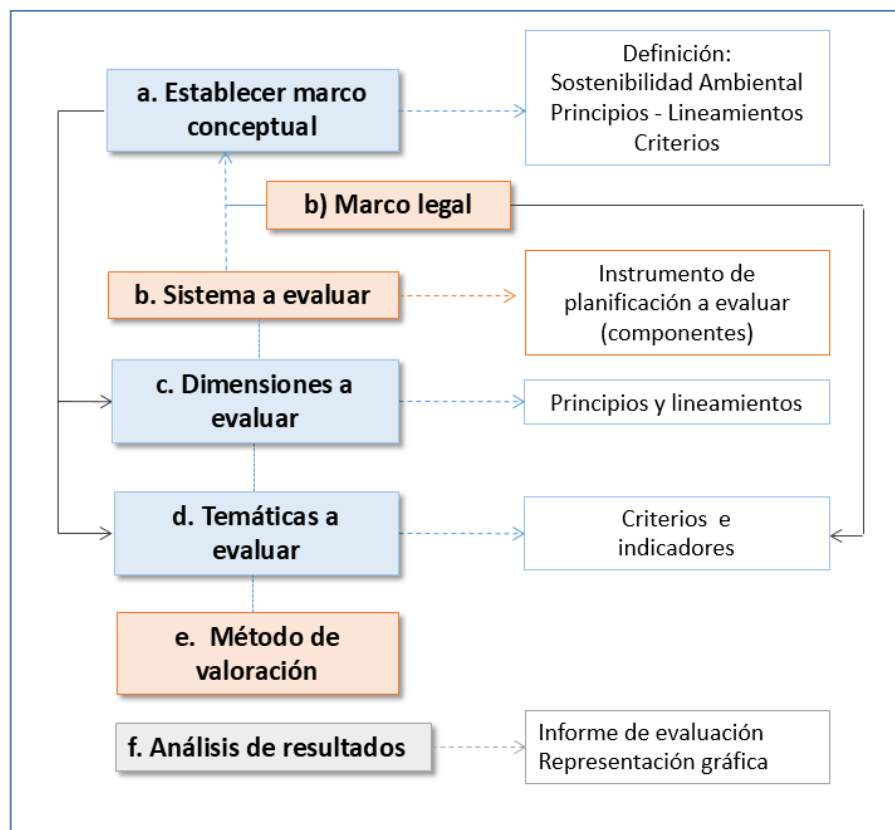 a. Establecer marco
conceptual
Definición:
Sostenibilidad Ambiental
Principios - Lineamientos
Criterios
b) Marco legal
b. Sistema a evaluar
Instrumento de
planificación a evaluar
(componentes)
c. Dimensiones a
evaluar
Principios y lineamientos
d. Temáticas a
evaluar
Criterios e
indicadores
e. Método de
valoración
f. Análisis de resultados
Informe de evaluación
Representación gráfica